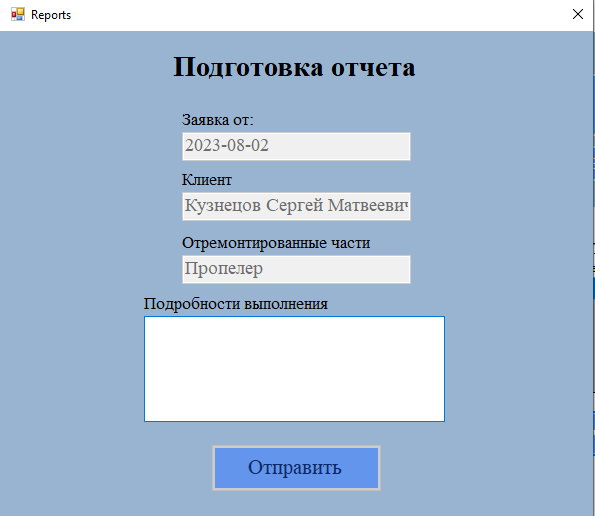 Reports
Подготовка отчета
Заявка от:
2023-08-02
Клиент
Кузнецов Сергей Матвеевич
Отремонтированные части
Пропелер
Подробности выполнения
Отправить